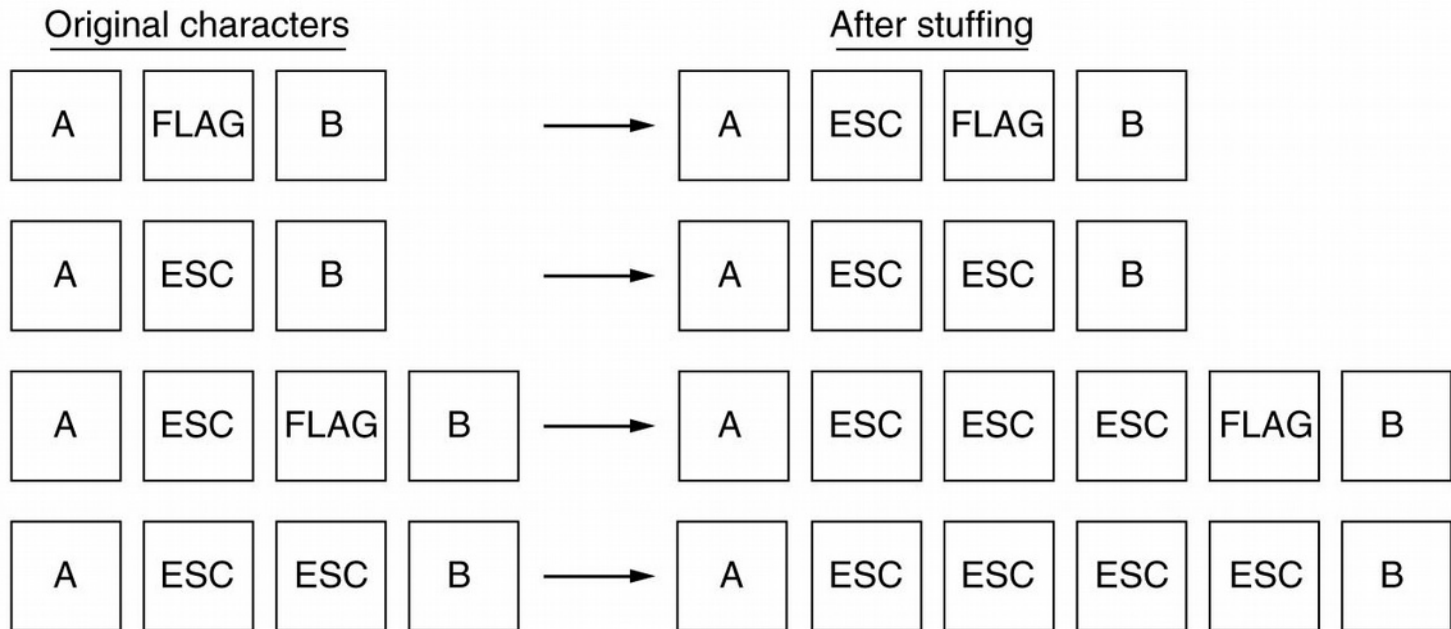 Original characters After stuffing
A FLAG B A ESC FLAG B
A ESC B A ESC ESC B
A ESC FLAG B A ESC ESC ESC FLAG B
A ESC ESC B A ESC ESC ESC ESC B